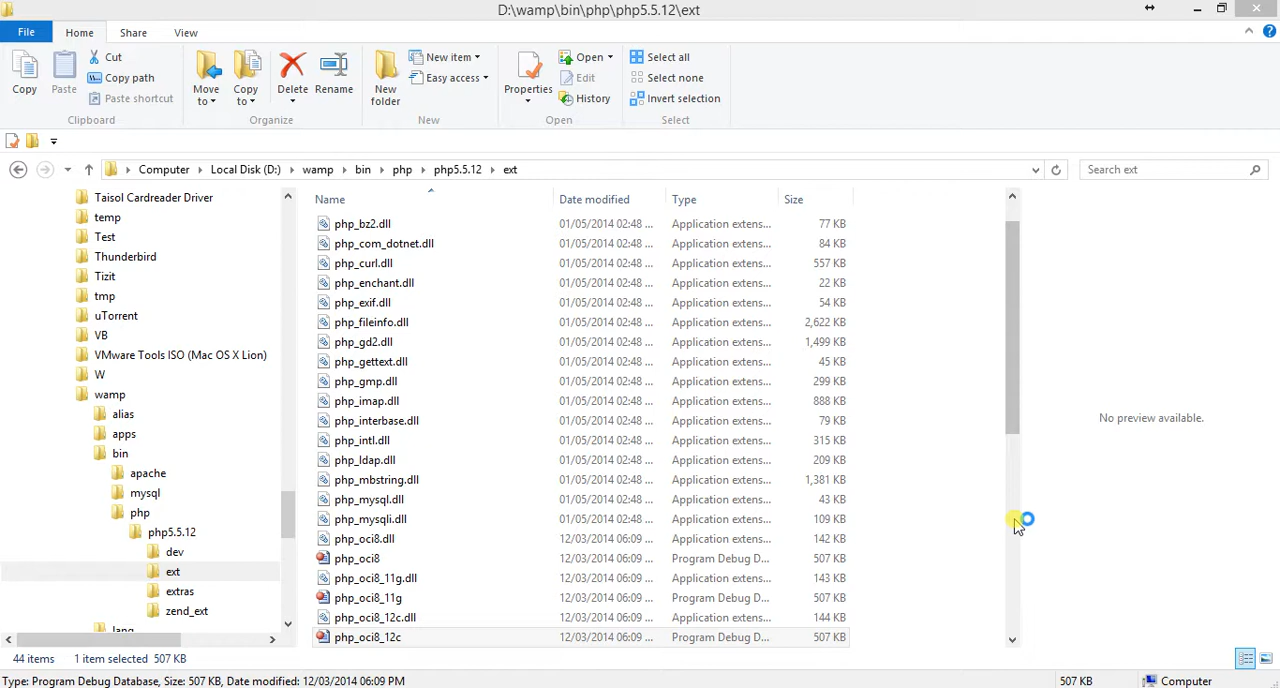 D:\wamp\bin\php\php5.5.12\ext
File Home Share View
Copy Paste Cut Copy path Paste shortcut Move to Copy to Delete Rename New folder New item Easy access Properties Open Edit History Select all Select none Invert selection
Clipboard Organize New Open Select
Computer Local Disk (D:) wamp bin php php5.5.12 ext Search ext
Taisol Cardreader Driver
temp
Test
Thunderbird
Tizit
tmp
uTorrent
VB
VMware Tools ISO (Mac OS X Lion)
W
wamp
alias
apps
bin
apache
mysql
php
php5.5.12
dev
ext
extras
zend_ext
lang
Name Date modified Type Size
php_bz2.dll 01/05/2014 02:48 ... Application extens... 77 KB
php_com_dotnet.dll 01/05/2014 02:48 ... Application extens... 84 KB
php_curl.dll 01/05/2014 02:48 ... Application extens... 557 KB
php_enchant.dll 01/05/2014 02:48 ... Application extens... 22 KB
php_exif.dll 01/05/2014 02:48 ... Application extens... 54 KB
php_fileinfo.dll 01/05/2014 02:48 ... Application extens... 2,622 KB
php_gd2.dll 01/05/2014 02:48 ... Application extens... 1,499 KB
php_gettext.dll 01/05/2014 02:48 ... Application extens... 45 KB
php_gmp.dll 01/05/2014 02:48 ... Application extens... 299 KB
php_imap.dll 01/05/2014 02:48 ... Application extens... 888 KB
php_interbase.dll 01/05/2014 02:48 ... Application extens... 79 KB
php_intl.dll 01/05/2014 02:48 ... Application extens... 315 KB
php_ldap.dll 01/05/2014 02:48 ... Application extens... 209 KB
php_mbstring.dll 01/05/2014 02:48 ... Application extens... 1,381 KB
php_mysql.dll 01/05/2014 02:48 ... Application extens... 43 KB
php_mysqli.dll 01/05/2014 02:48 ... Application extens... 109 KB
php_oci8.dll 12/03/2014 06:09 ... Application extens... 142 KB
php_oci8 12/03/2014 06:09 ... Program Debug D... 507 KB
php_oci8_11g.dll 12/03/2014 06:09 ... Application extens... 143 KB
php_oci8_11g 12/03/2014 06:09 ... Program Debug D... 507 KB
php_oci8_12c.dll 12/03/2014 06:09 ... Application extens... 144 KB
php_oci8_12c 12/03/2014 06:09 ... Program Debug D... 507 KB
No preview available.
44 items 1 item selected 507 KB
Type: Program Debug Database, Size: 507 KB, Date modified: 12/03/2014 06:09 PM 507 KB Computer